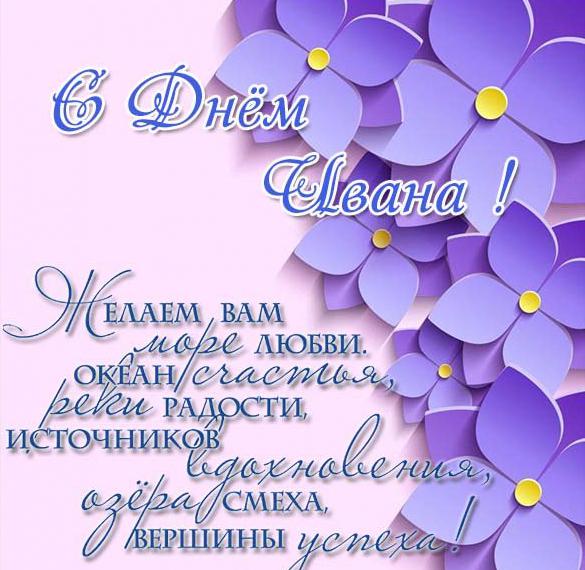 С Днём
Ивана !
Желаем вам
море любви.
океан счастья,
реки радости,
источников
вдохновения,
озёра смеха,
вершины успеха!